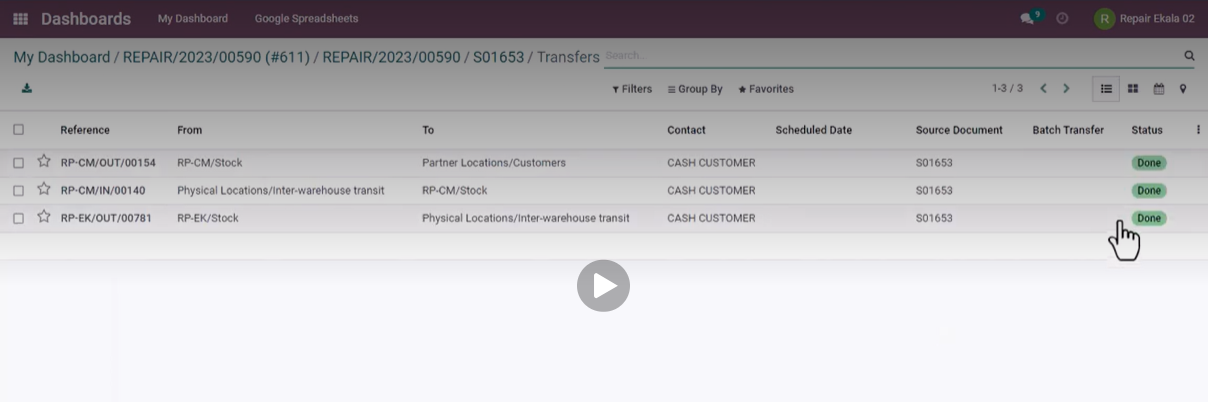 Dashboards My Dashboard Google Spreadsheets 9 R Repair Ekala 02
My Dashboard / REPAIR/2023/00590 (#611) / REPAIR/2023/00590 / S01653 / Transfers Search...
Filters Group By Favorites 1-3 / 3
Reference From To Contact Scheduled Date Source Document Batch Transfer Status
RP-CM/OUT/00154 RP-CM/Stock Partner Locations/Customers CASH CUSTOMER S01653 Done
RP-CM/IN/00140 Physical Locations/Inter-warehouse transit RP-CM/Stock CASH CUSTOMER S01653 Done
RP-EK/OUT/00781 RP-EK/Stock Physical Locations/Inter-warehouse transit CASH CUSTOMER S01653 Done